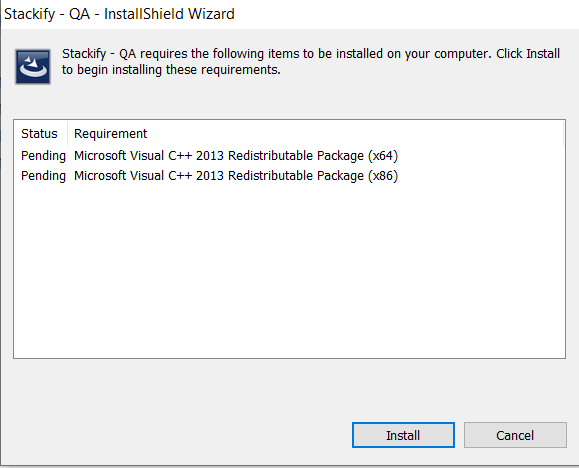 Stackify - QA - InstallShield Wizard
Stackify - QA requires the following items to be installed on your computer. Click Install
to begin installing these requirements.
Status Requirement
Pending Microsoft Visual C++ 2013 Redistributable Package (x64)
Pending Microsoft Visual C++ 2013 Redistributable Package (x86)
Install Cancel